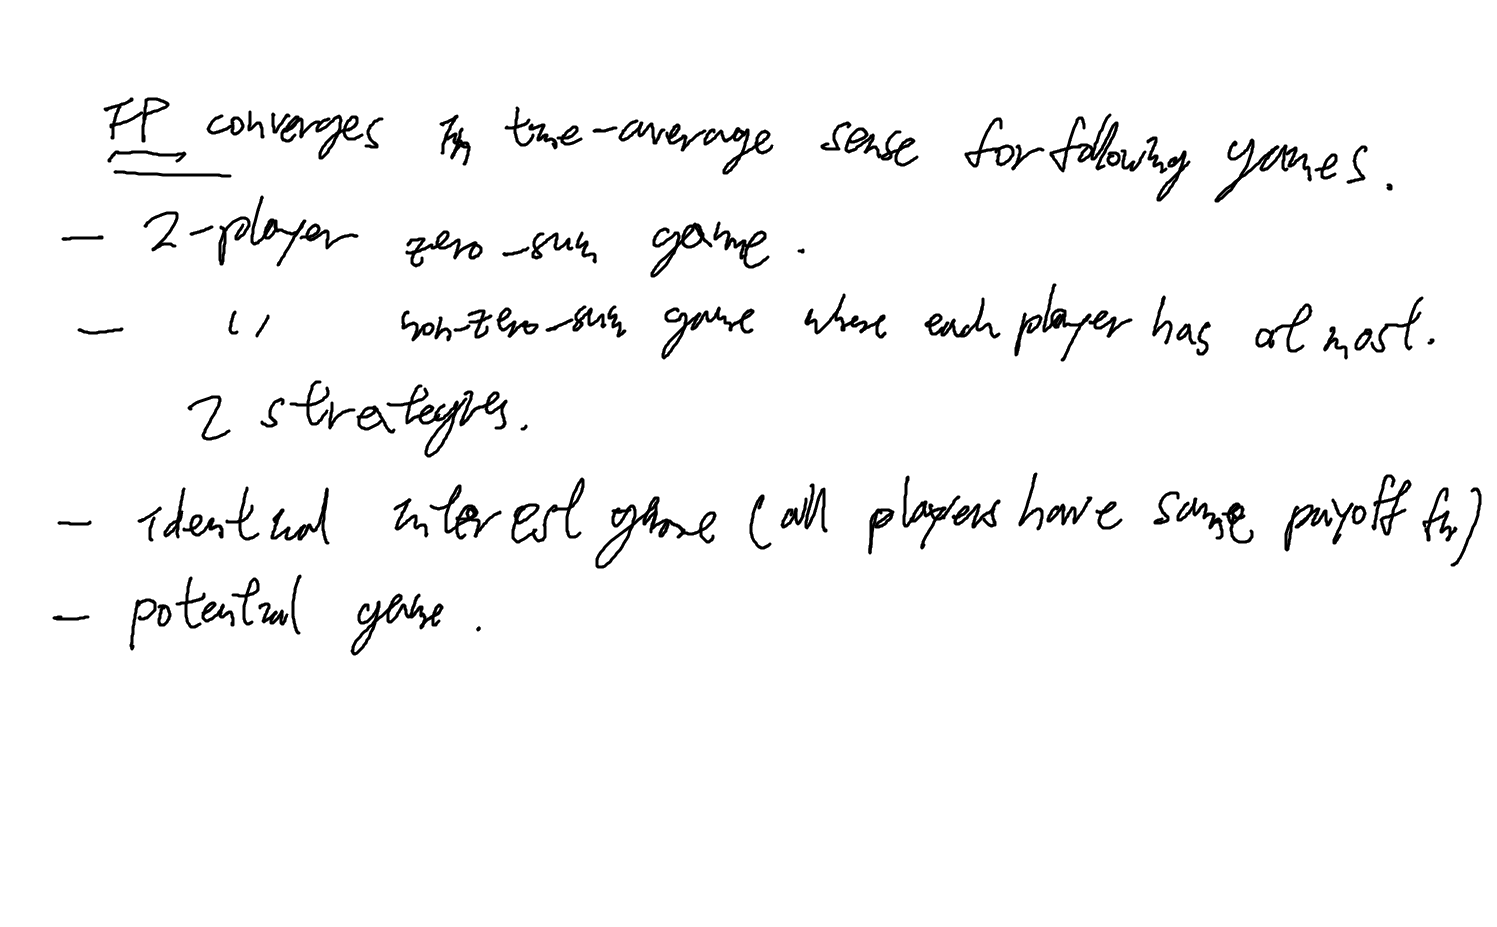 FP converges in time-average sense for following games.
- 2-player zero-sum game.
- " non-zero-sum game where each player has at most.
2 strategies.
- identical interest game (all players have same payoff fn)
- potential game.